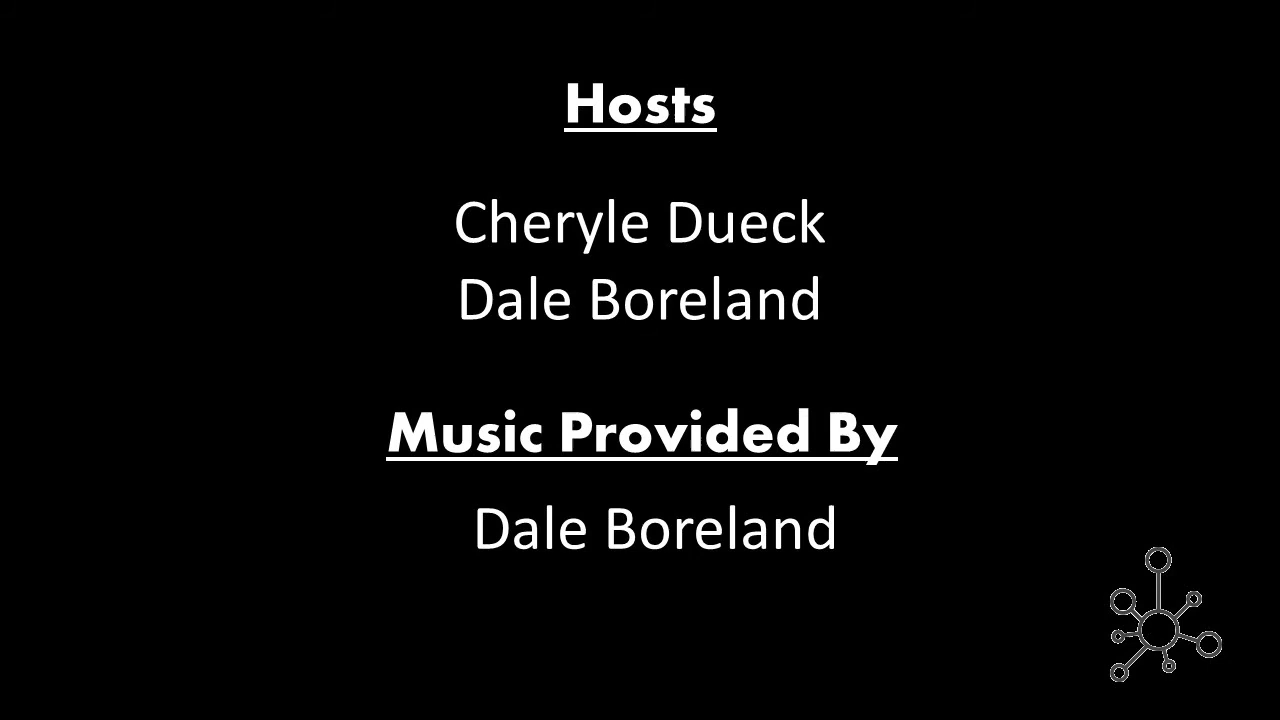 Hosts
Cheryle Dueck
Dale Boreland
Music Provided By
Dale Boreland